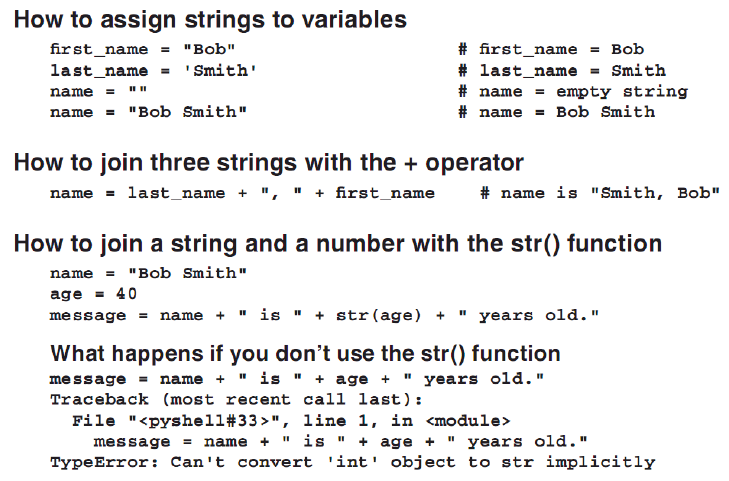 How to assign strings to variables
first_name = "Bob" # first_name = Bob
last_name = 'Smith' # last_name = Smith
name = "" # name = empty string
name = "Bob Smith" # name = Bob Smith
How to join three strings with the + operator
name = last_name + ", " + first_name # name is "Smith, Bob"
How to join a string and a number with the str() function
name = "Bob Smith"
age = 40
message = name + " is " + str(age) + " years old."
What happens if you don’t use the str() function
message = name + " is " + age + " years old."
Traceback (most recent call last):
File "<pyshell#33>", line 1, in <module>
message = name + " is " + age + " years old."
TypeError: Can't convert 'int' object to str implicitly